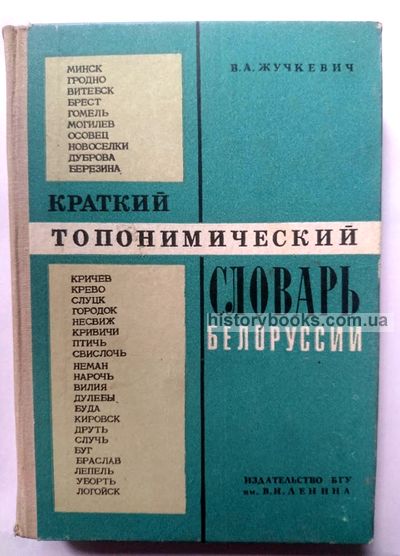 В. А. ЖУЧКЕВИЧ
МИНСК
ГРОДНО
ВИТЕБСК
БРЕСТ
ГОМЕЛЬ
МОГИЛЕВ
ОСОВЕЦ
НОВОСЕЛКИ
ДУБРОВА
БЕРЕЗИНА
КРАТКИЙ
ТОПОНИМИЧЕСКИЙ
СЛОВАРЬ
БЕЛОРУССИИ
historybooks.com.ua
КРИЧЕВ
КРЕВО
СЛУЦК
ГОРОДОК
НЕСВИЖ
КРИВИЧИ
ПТИЧЬ
СВИСЛОЧЬ
НЕМАН
НАРОЧЬ
ВИЛИЯ
ДУЛЕБЫ
БУДА
КИРОВСК
ДРУТЬ
СЛУЧЬ
БУГ
БРАСЛАВ
ЛЕПЕЛЬ
УБОРТЬ
ЛОГОЙСК
ИЗДАТЕЛЬСТВО БГУ
им. В. И. ЛЕНИНА